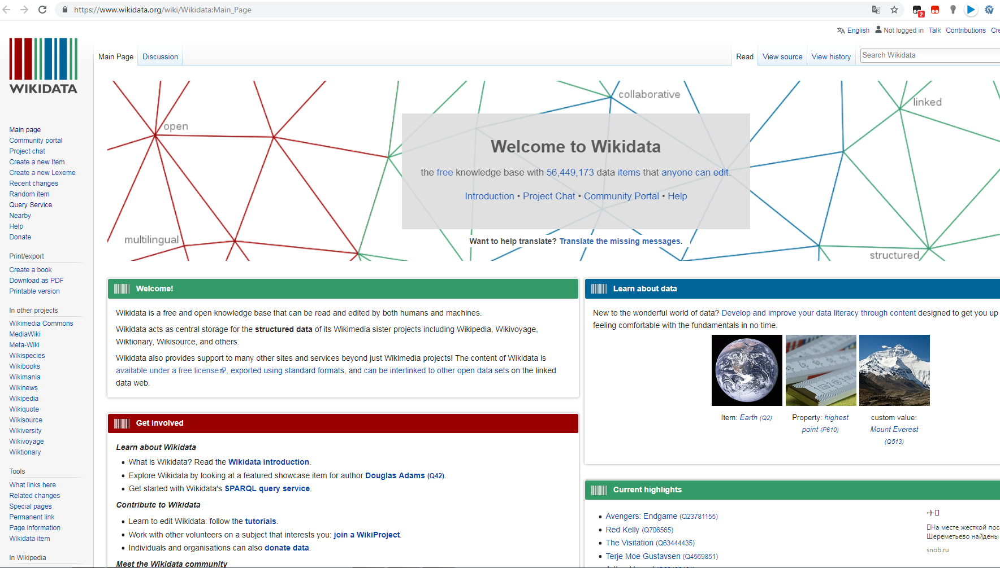 https://www.wikidata.org/wiki/Wikidata:Main_Page
2
English Not logged in Talk Contributions Cre
WIKIDATA
Main Page Discussion Read View source View history Search Wikidata
Main page
Community portal
Project chat
Create a new Item
Create a new Lexeme
Recent changes
Random item
Query Service
Nearby
Help
Donate
Print/export
Create a book
Download as PDF
Printable version
In other projects
Wikimedia Commons
MediaWiki
Meta-Wiki
Wikispecies
Wikibooks
Wikimania
Wikinews
Wikipedia
Wikiquote
Wikisource
Wikiversity
Wikivoyage
Wiktionary
Tools
What links here
Related changes
Special pages
Permanent link
Page information
Wikidata item
In Wikipedia
open
collaborative
linked
multilingual
structured
Welcome to Wikidata
the free knowledge base with 56,449,173 data items that anyone can edit.
Introduction • Project Chat • Community Portal • Help
Want to help translate? Translate the missing messages.
Welcome!
Wikidata is a free and open knowledge base that can be read and edited by both humans and machines.
Wikidata acts as central storage for the structured data of its Wikimedia sister projects including Wikipedia, Wikivoyage,
Wiktionary, Wikisource, and others.
Wikidata also provides support to many other sites and services beyond just Wikimedia projects! The content of Wikidata is
available under a free license, exported using standard formats, and can be interlinked to other open data sets on the linked
data web.
Get involved
Learn about Wikidata
• What is Wikidata? Read the Wikidata introduction.
• Explore Wikidata by looking at a featured showcase item for author Douglas Adams (Q42).
• Get started with Wikidata's SPARQL query service.
Contribute to Wikidata
• Learn to edit Wikidata: follow the tutorials.
• Work with other volunteers on a subject that interests you: join a WikiProject.
• Individuals and organisations can also donate data.
Meet the Wikidata community
Learn about data
New to the wonderful world of data? Develop and improve your data literacy through content designed to get you up
feeling comfortable with the fundamentals in no time.
Item: Earth (Q2)
Property: highest
point (P610)
custom value:
Mount Everest
(Q513)
Current highlights
• Avengers: Endgame (Q23781155)
• Red Kelly (Q706565)
• The Visitation (Q63444435)
• Terje Moe Gustavsen (Q4569851)
На месте жесткой поса
Шереметьево найдены
snob.ru